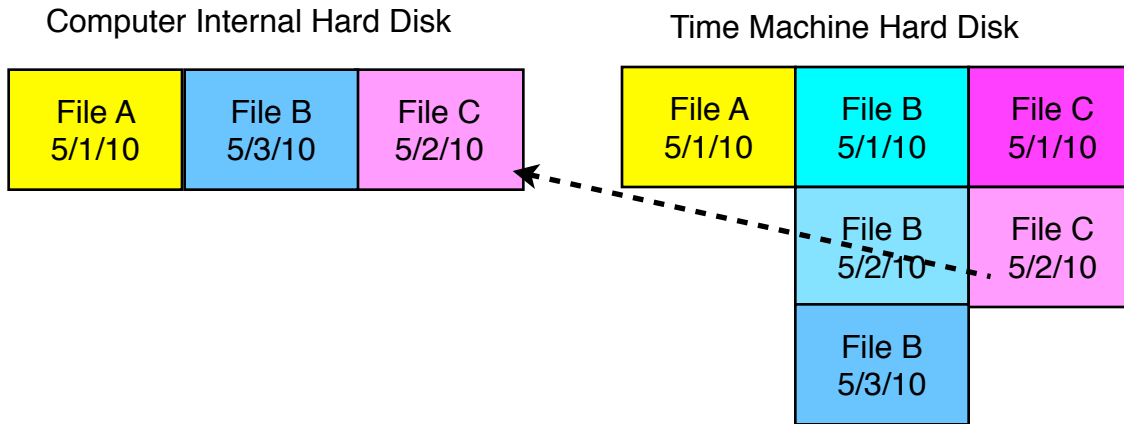 Computer Internal Hard Disk
Time Machine Hard Disk
File A
5/1/10
File B
5/3/10
File C
5/2/10
File A
5/1/10
File B
5/1/10
File C
5/1/10
File B
5/2/10
File C
5/2/10
File B
5/3/10